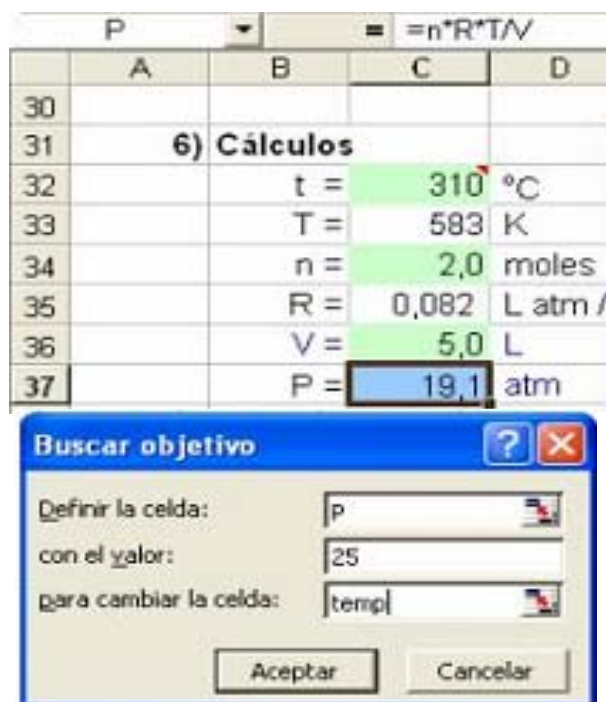 P = =n*R*T/V
A B C D
30
31 6) Cálculos
32 t = 310 °C
33 T = 583 K
34 n = 2,0 moles
35 R = 0,082 L atm /
36 V = 5,0 L
37 P = 19,1 atm
Buscar objetivo
Definir la celda: P
con el valor: 25
para cambiar la celda: temp
Aceptar Cancelar